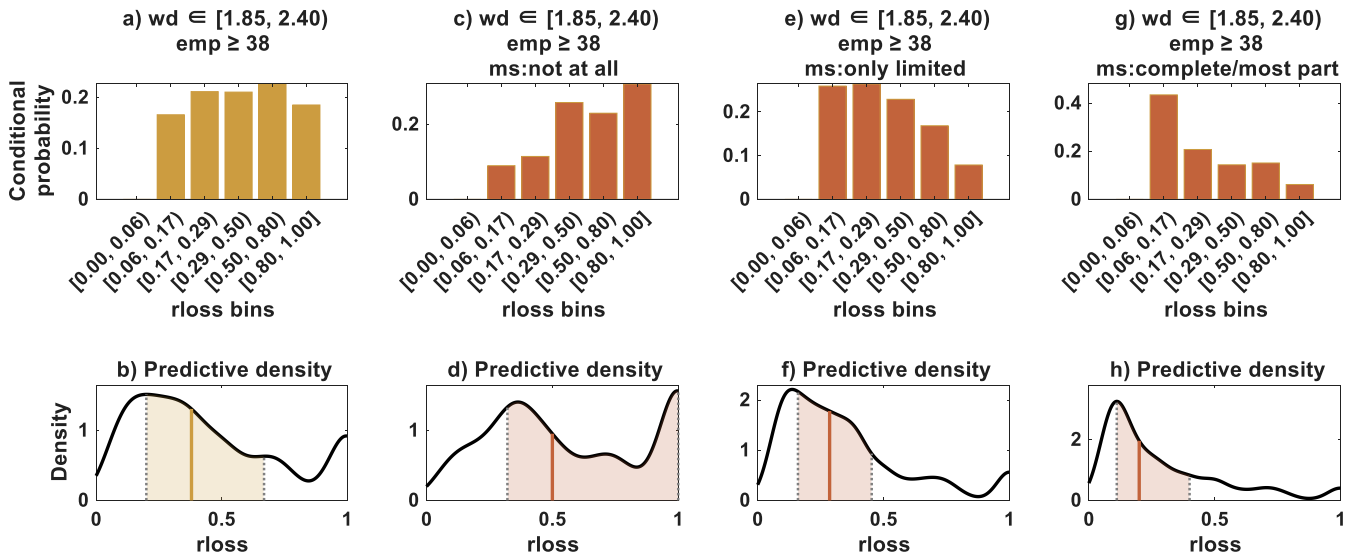 a) wd ∈ [1.85, 2.40)
emp ≥ 38
Conditional
probability
0.2
0.1
0
[0.00, 0.06)
[0.06, 0.17)
[0.17, 0.29)
[0.29, 0.50)
[0.50, 0.80)
[0.80, 1.00]
rloss bins
c) wd ∈ [1.85, 2.40)
emp ≥ 38
ms:not at all
0.2
0
[0.00, 0.06)
[0.06, 0.17)
[0.17, 0.29)
[0.29, 0.50)
[0.50, 0.80)
[0.80, 1.00]
rloss bins
e) wd ∈ [1.85, 2.40)
emp ≥ 38
ms:only limited
0.2
0.1
0
[0.00, 0.06)
[0.06, 0.17)
[0.17, 0.29)
[0.29, 0.50)
[0.50, 0.80)
[0.80, 1.00]
rloss bins
g) wd ∈ [1.85, 2.40)
emp ≥ 38
ms:complete/most part
0.4
0.2
0
[0.00, 0.06)
[0.06, 0.17)
[0.17, 0.29)
[0.29, 0.50)
[0.50, 0.80)
[0.80, 1.00]
rloss bins
b) Predictive density
Density
1
0
0 0.5 1
rloss
d) Predictive density
1
0
0 0.5 1
rloss
f) Predictive density
2
1
0
0 0.5 1
rloss
h) Predictive density
2
0
0 0.5 1
rloss